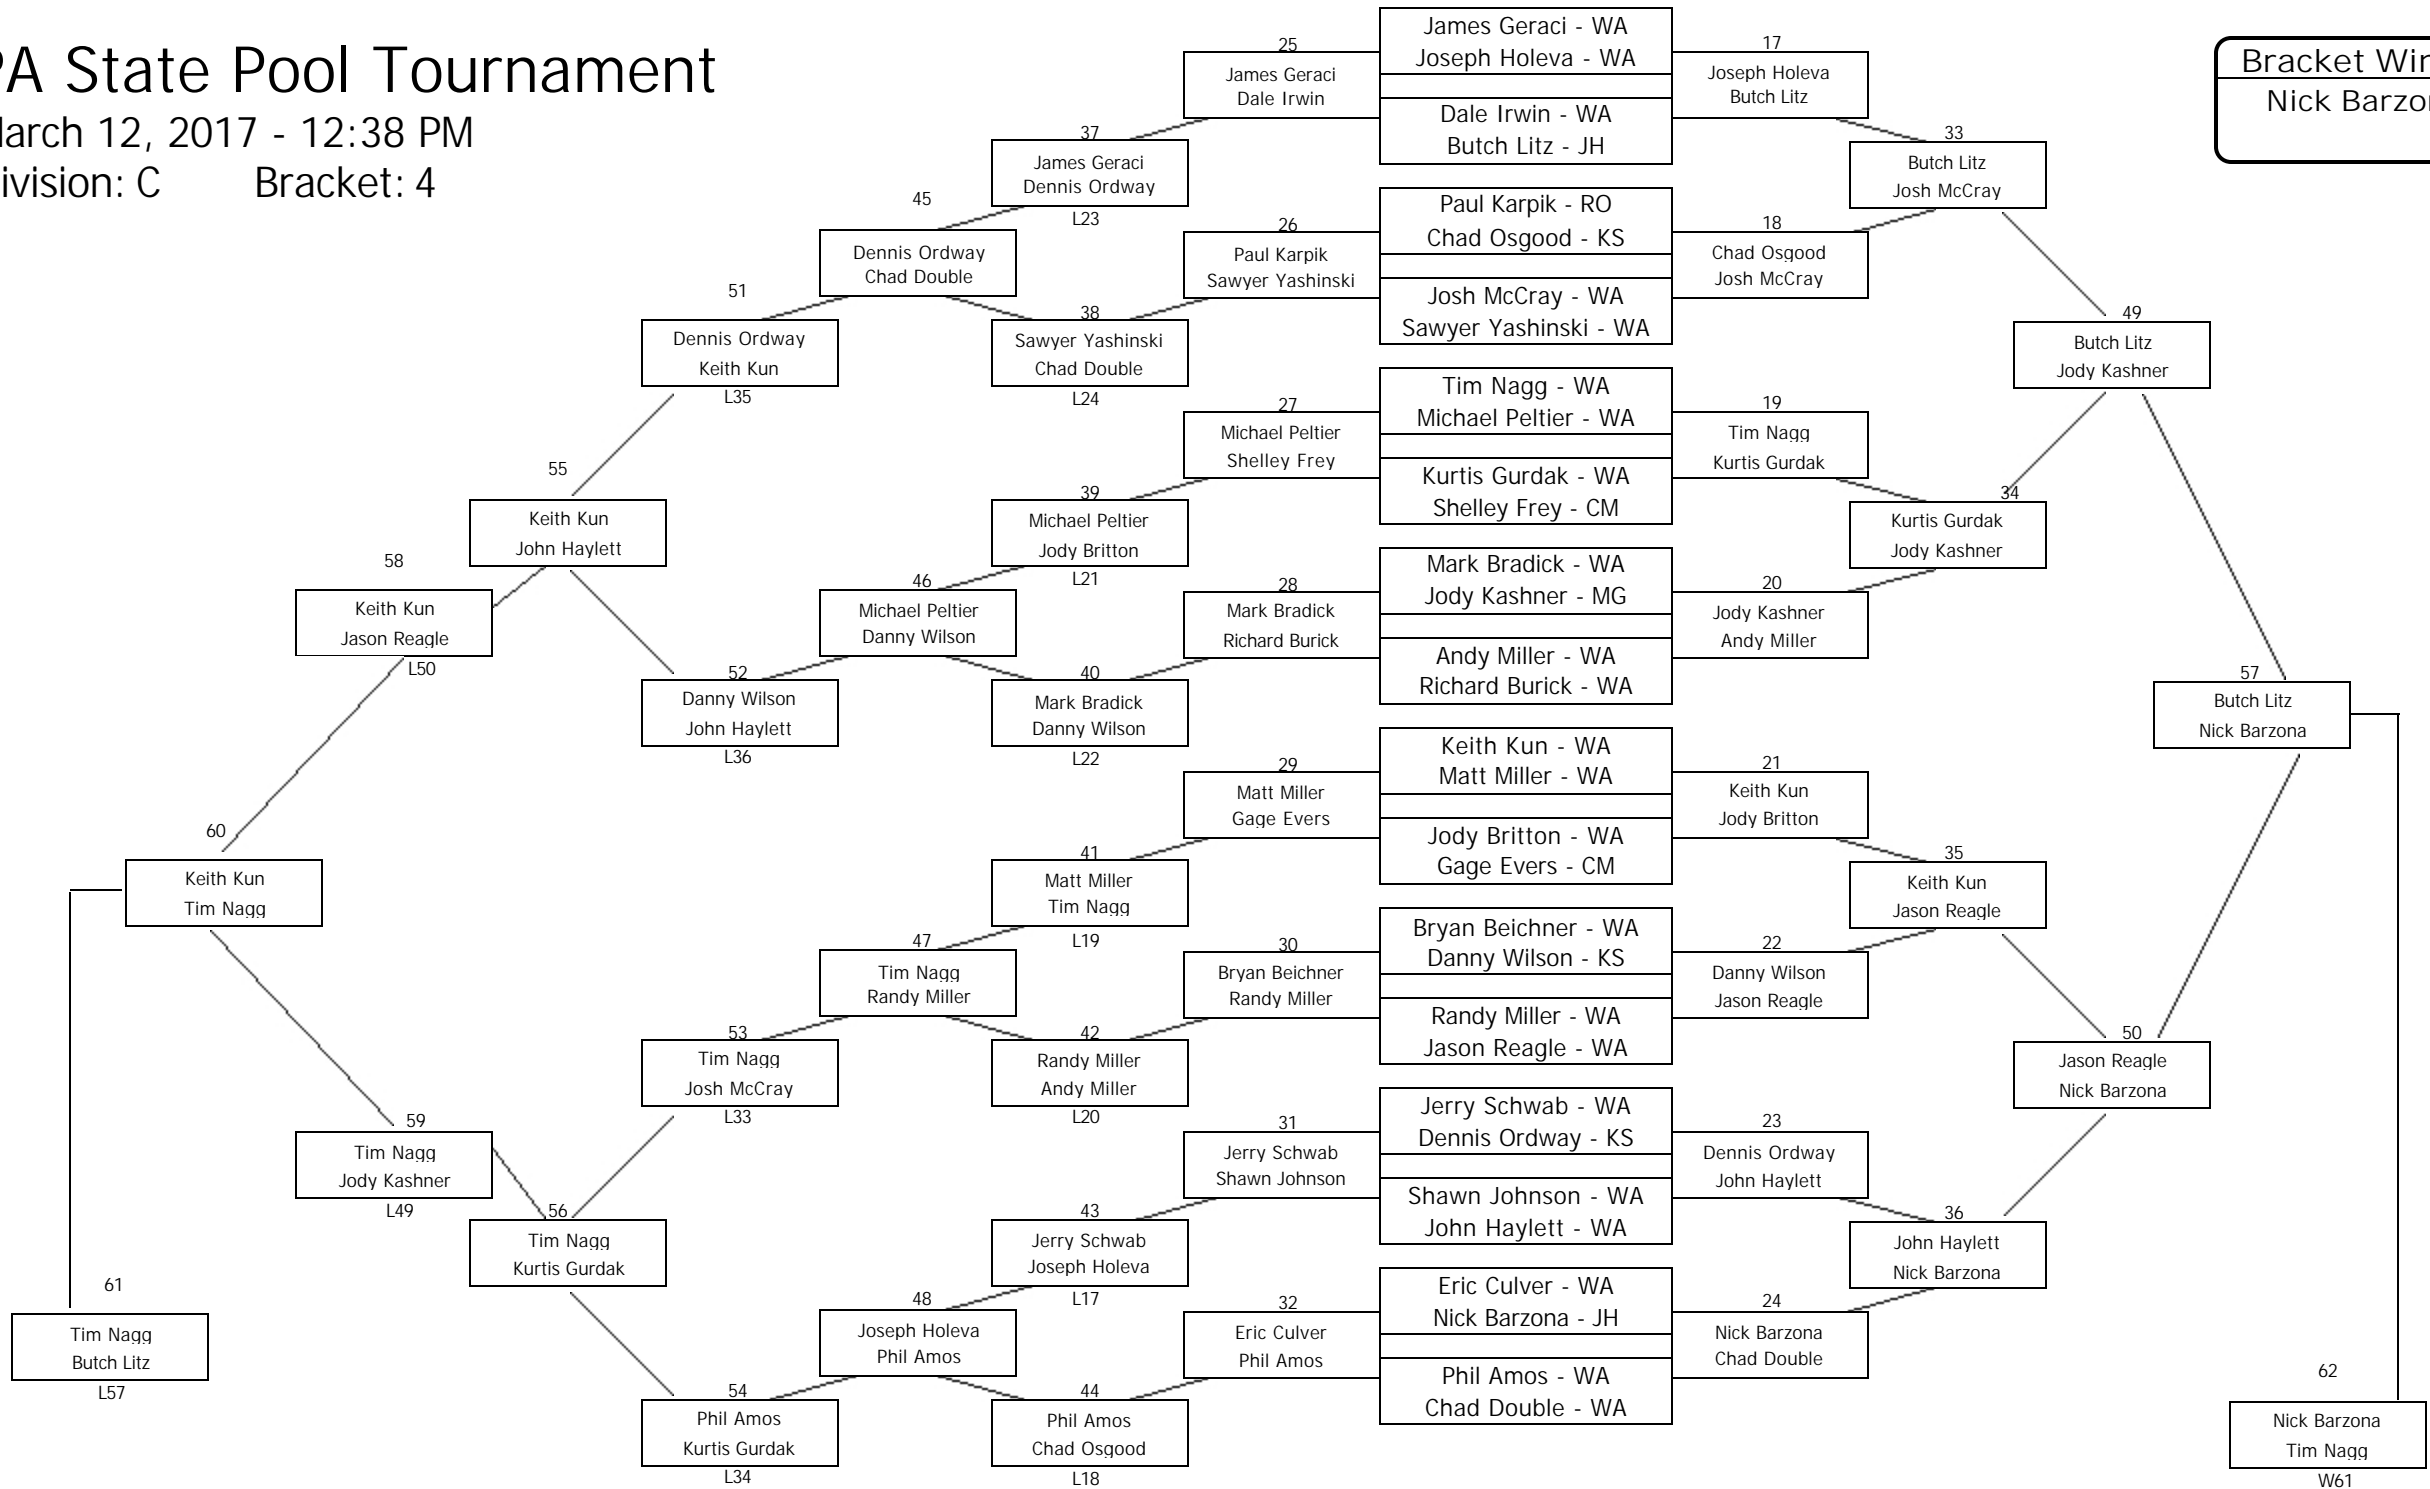 PA State Pool Tournament
March 12, 2017 - 12:38 PM
Division: C Bracket: 4
Bracket Win
Nick Barzo
James Geraci - WA
Joseph Holeva - WA
Dale Irwin - WA
Butch Litz - JH
Paul Karpik - RO
Chad Osgood - KS
Josh McCray - WA
Sawyer Yashinski - WA
Tim Nagg - WA
Michael Peltier - WA
Kurtis Gurdak - WA
Shelley Frey - CM
Mark Bradick - WA
Jody Kashner - MG
Andy Miller - WA
Richard Burick - WA
Keith Kun - WA
Matt Miller - WA
Jody Britton - WA
Gage Evers - CM
Bryan Beichner - WA
Danny Wilson - KS
Randy Miller - WA
Jason Reagle - WA
Jerry Schwab - WA
Dennis Ordway - KS
Shawn Johnson - WA
John Haylett - WA
Eric Culver - WA
Nick Barzona - JH
Phil Amos - WA
Chad Double - WA
17
Joseph Holeva
Butch Litz
18
Chad Osgood
Josh McCray
19
Tim Nagg
Kurtis Gurdak
20
Jody Kashner
Andy Miller
21
Keith Kun
Jody Britton
22
Danny Wilson
Jason Reagle
23
Dennis Ordway
John Haylett
24
Nick Barzona
Chad Double
25
James Geraci
Dale Irwin
26
Paul Karpik
Sawyer Yashinski
27
Michael Peltier
Shelley Frey
28
Mark Bradick
Richard Burick
29
Matt Miller
Gage Evers
30
Bryan Beichner
Randy Miller
31
Jerry Schwab
Shawn Johnson
32
Eric Culver
Phil Amos
33
Butch Litz
Josh McCray
34
Kurtis Gurdak
Jody Kashner
35
Keith Kun
Jason Reagle
36
John Haylett
Nick Barzona
37
James Geraci
Dennis Ordway
L23
38
Sawyer Yashinski
Chad Double
L24
39
Michael Peltier
Jody Britton
L21
40
Mark Bradick
Danny Wilson
L22
41
Matt Miller
Tim Nagg
L19
42
Randy Miller
Andy Miller
L20
43
Jerry Schwab
Joseph Holeva
L17
44
Phil Amos
Chad Osgood
L18
45
Dennis Ordway
Chad Double
46
Michael Peltier
Danny Wilson
47
Tim Nagg
Randy Miller
48
Joseph Holeva
Phil Amos
49
Butch Litz
Jody Kashner
50
Jason Reagle
Nick Barzona
51
Dennis Ordway
Keith Kun
L35
52
Danny Wilson
John Haylett
L36
53
Tim Nagg
Josh McCray
L33
54
Phil Amos
Kurtis Gurdak
L34
55
Keith Kun
John Haylett
56
Tim Nagg
Kurtis Gurdak
57
Butch Litz
Nick Barzona
58
Keith Kun
Jason Reagle
L50
59
Tim Nagg
Jody Kashner
L49
60
Keith Kun
Tim Nagg
61
Tim Nagg
Butch Litz
L57
62
Nick Barzona
Tim Nagg
W61